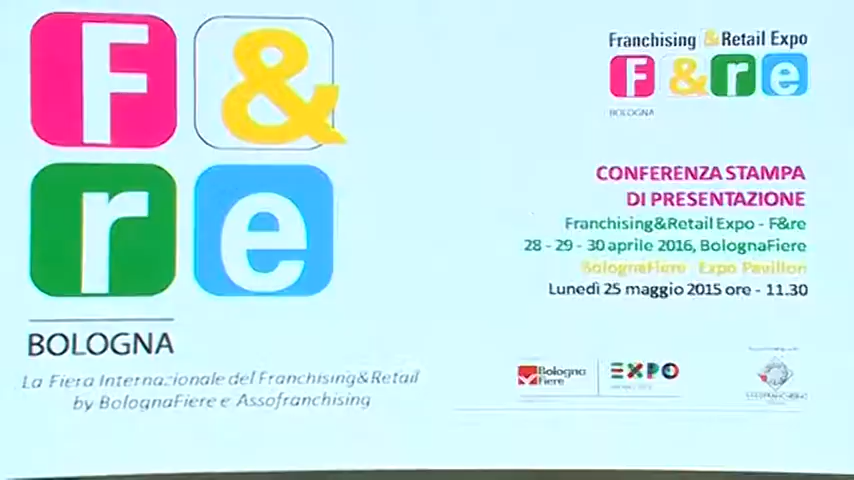 F&
re
BOLOGNA
La Fiera Internazionale del Franchising&Retail
by BolognaFiere e Assofranchising
Franchising & Retail Expo
F&re
BOLOGNA
CONFERENZA STAMPA
DI PRESENTAZIONE
Franchising&Retail Expo - F&re
28 - 29 - 30 aprile 2016, BolognaFiere
BolognaFiere Expo Pavillon
Lunedì 25 maggio 2015 ore - 11.30
Bologna
Fiere
EXPO
ASSOFRANCHISING